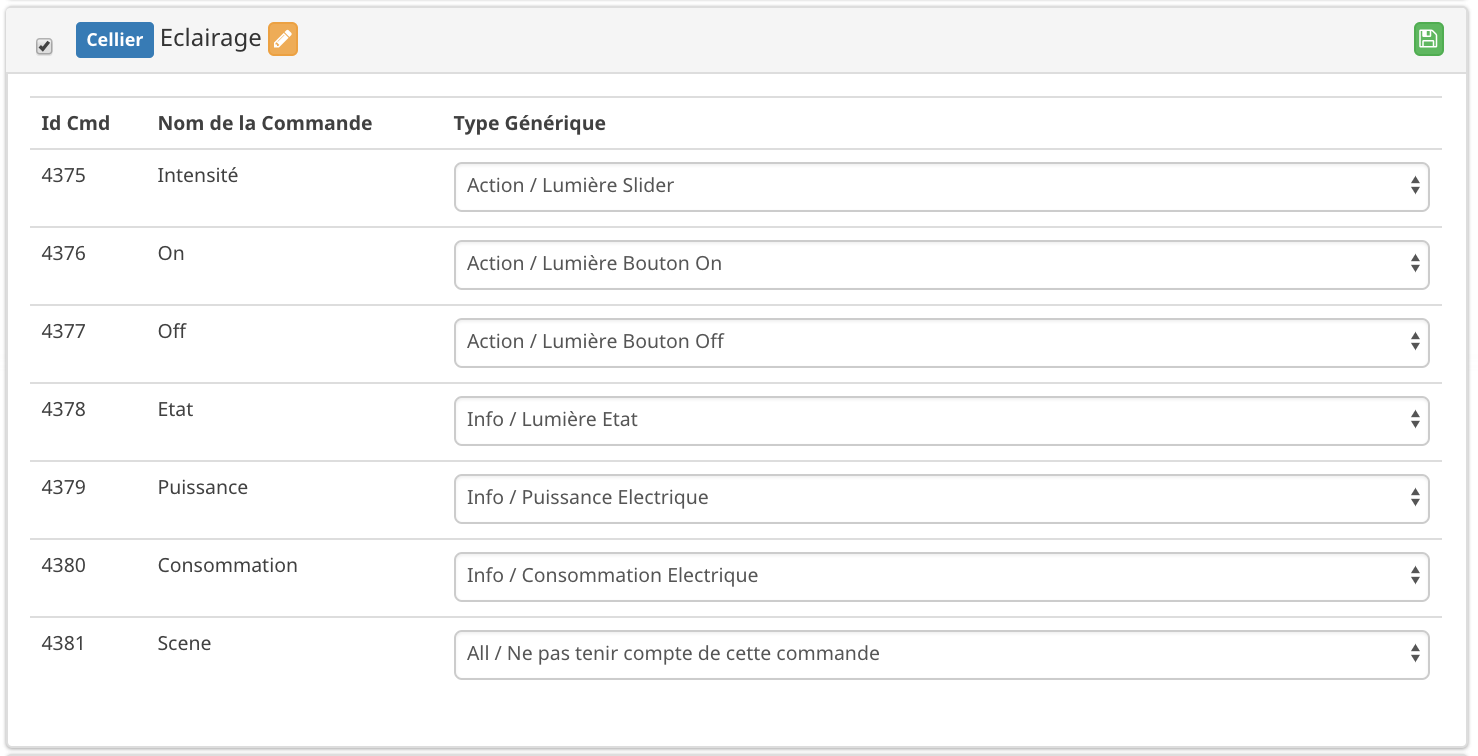 Cellier Eclairage
Id Cmd Nom de la Commande Type Générique
4375 Intensité Action / Lumière Slider
4376 On Action / Lumière Bouton On
4377 Off Action / Lumière Bouton Off
4378 Etat Info / Lumière Etat
4379 Puissance Info / Puissance Electrique
4380 Consommation Info / Consommation Electrique
4381 Scene All / Ne pas tenir compte de cette commande